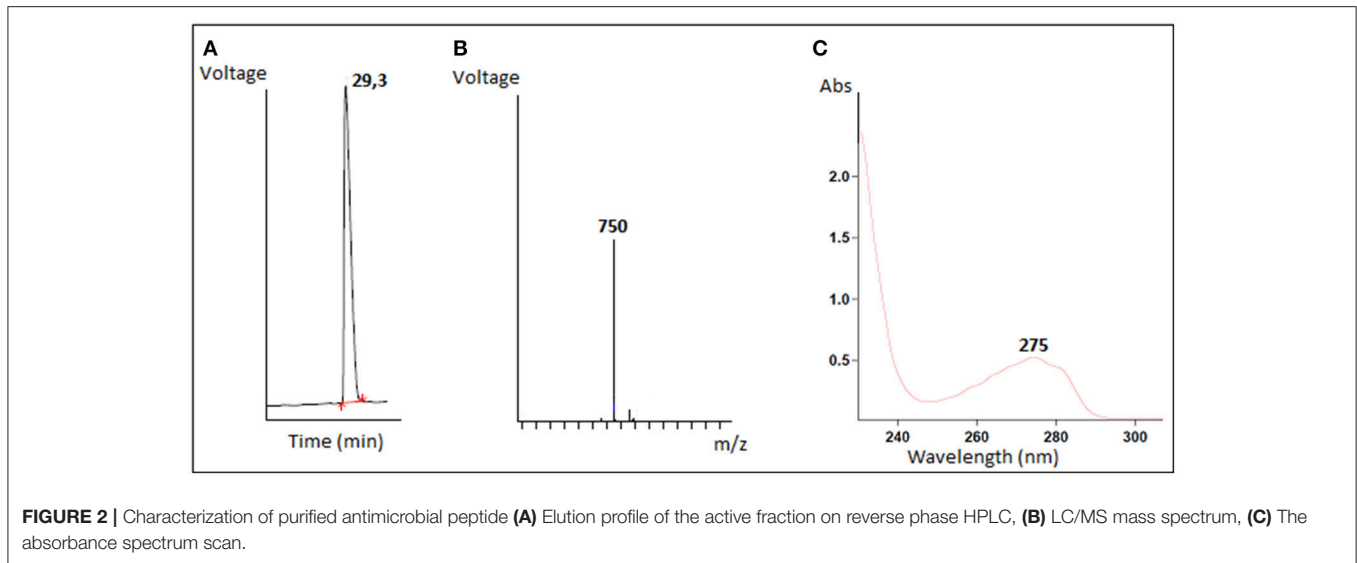 A
Voltage
29,3
Time (min)
B
Voltage
750
m/z
C
Abs
2.0
1.5
1.0
0.5
275
240 260 280 300
Wavelength (nm)
FIGURE 2 | Characterization of purified antimicrobial peptide (A) Elution profile of the active fraction on reverse phase HPLC, (B) LC/MS mass spectrum, (C) The
absorbance spectrum scan.